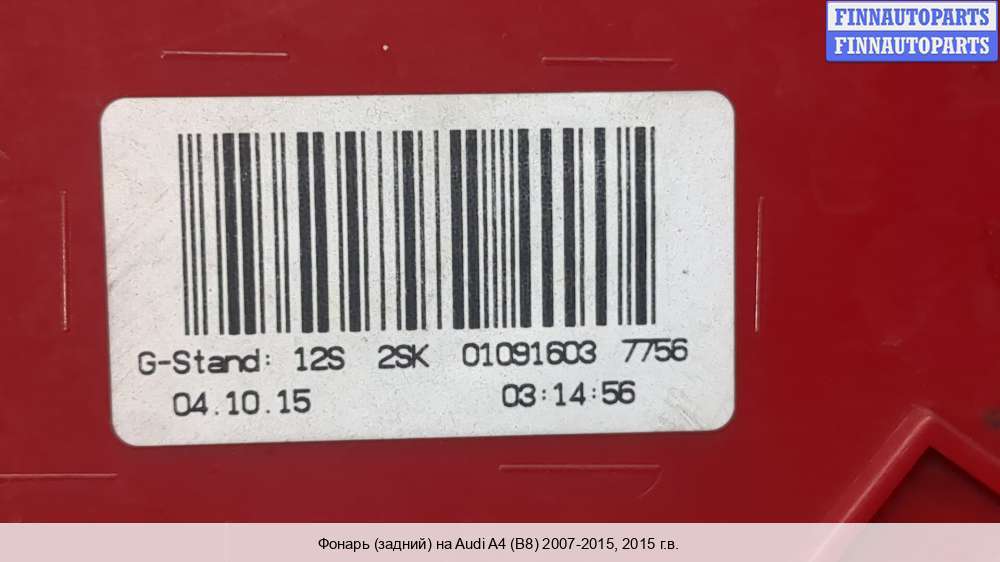 FINNAUTOPARTS
FINNAUTOPARTS
G-Stand: 12S 2SK 01091603 7756
04.10.15 03:14:56
Фонарь (задний) на Audi A4 (B8) 2007-2015, 2015 г.в.